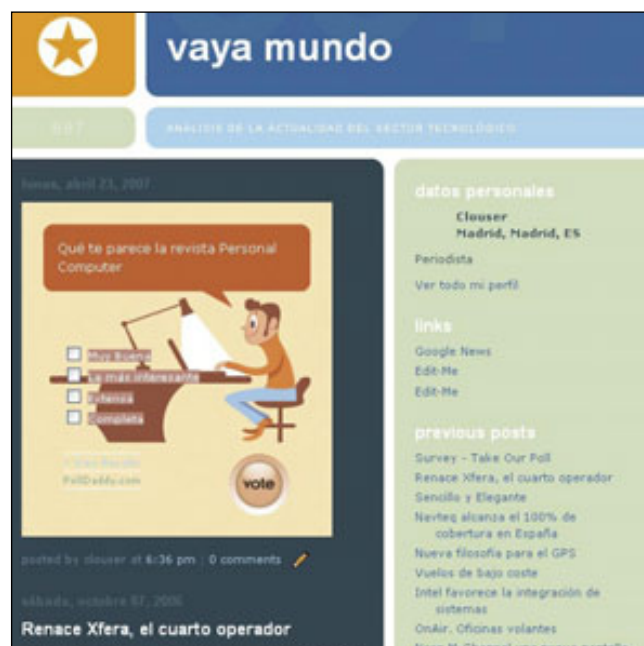 vaya mundo
ANÁLISIS DE LA ACTUALIDAD DEL SECTOR TECNOLÓGICO
lunes, abril 23, 2007
Qué te parece la revista Personal
Computer
Muy Buena
La más interesante
Extensa
Completa
PollDaddy.com
vote
posted by clouser at 6:36 pm | 0 comments
sábado, octubre 07, 2006
Renace Xfera, el cuarto operador
datos personales
Clouser
Madrid, Madrid, ES
Periodista
Ver todo mi perfil
links
Google News
Edit-Me
Edit-Me
previous posts
Survey - Take Our Poll
Renace Xfera, el cuarto operador
Sencillo y Elegante
Navteq alcanza el 100% de
cobertura en España
Nueva filosofía para el GPS
Vuelos de bajo coste
Intel favorece la integración de
sistemas
OnAir. Oficinas volantes